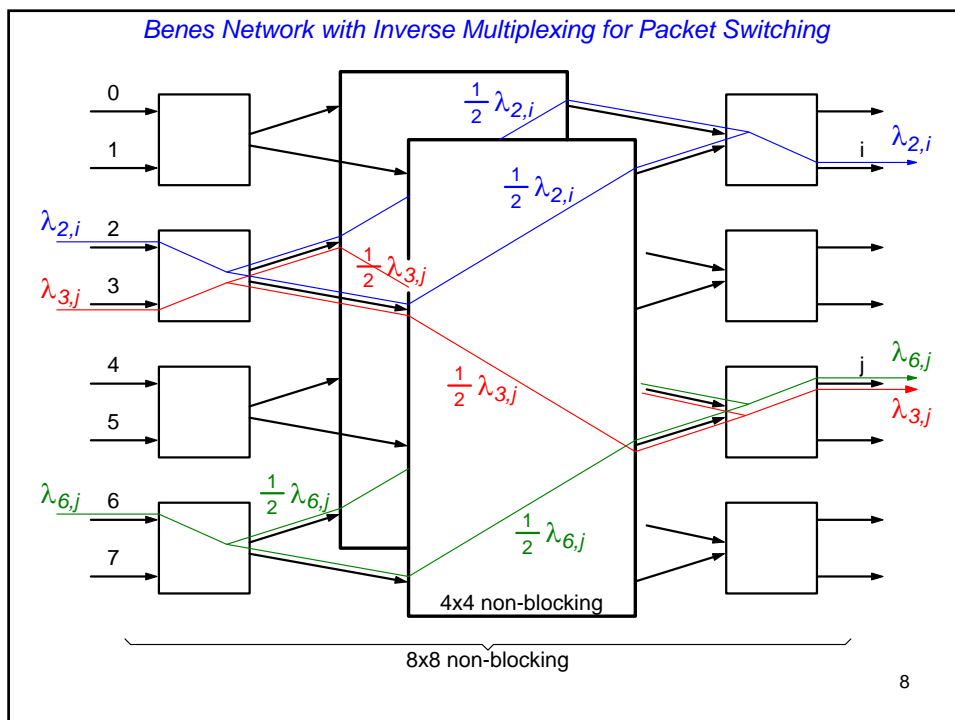 Benes Network with Inverse Multiplexing for Packet Switching
0
1
2
3
4
5
6
7
λ2,i
λ3,j
λ6,j
1/2 λ2,i
1/2 λ2,i
1/2 λ3,j
1/2 λ3,j
1/2 λ6,j
1/2 λ6,j
i
λ2,i
j
λ6,j
λ3,j
4x4 non-blocking
8x8 non-blocking
8